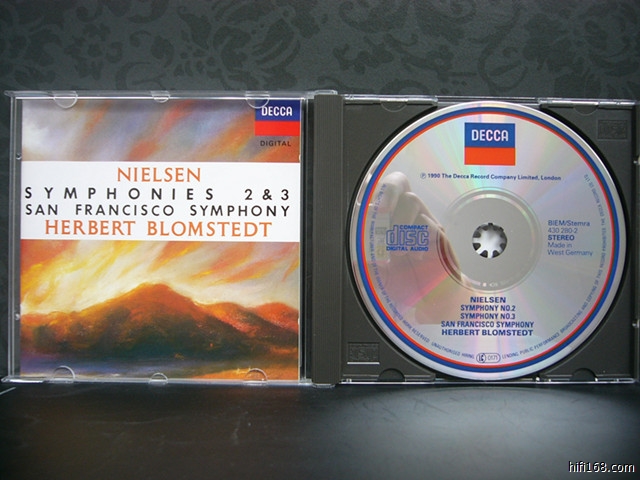 DECCA
DIGITAL
NIELSEN
SYMPHONIES 2 & 3
SAN FRANCISCO SYMPHONY
HERBERT BLOMSTEDT
DECCA
℗ 1990 The Decca Record Company Limited, London
COMPACT
disc
DIGITAL AUDIO
BIEM/Stemra
430 280-2
STEREO
Made in
West Germany
NIELSEN
SYMPHONY NO.2
SYMPHONY NO.3
SAN FRANCISCO SYMPHONY
HERBERT BLOMSTEDT
hifi168.com